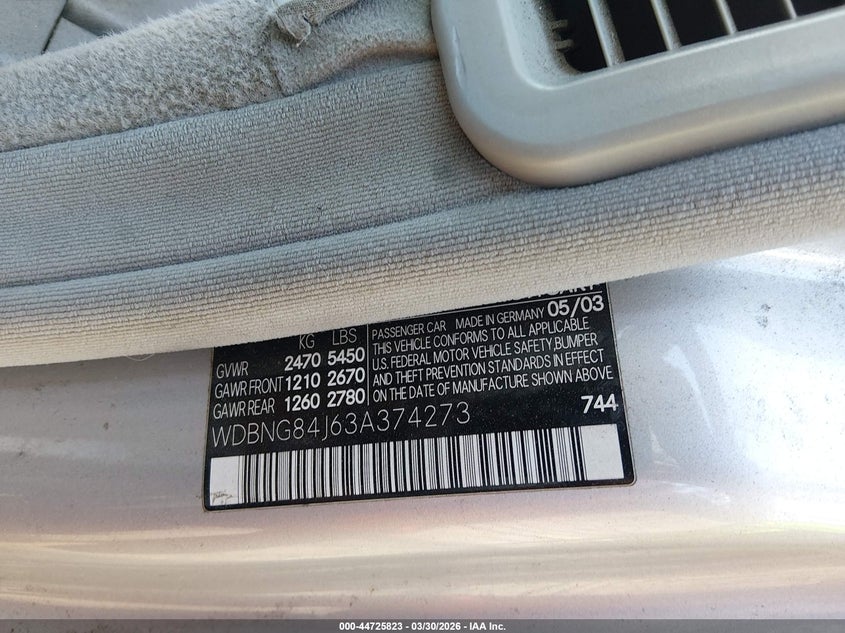 05/03
KG LBS
GVWR 2470 5450
GAWR FRONT 1210 2670
GAWR REAR 1260 2780
PASSENGER CAR MADE IN GERMANY
THIS VEHICLE CONFORMS TO ALL APPLICABLE
U.S. FEDERAL MOTOR VEHICLE SAFETY,BUMPER
AND THEFT PREVENTION STANDARDS IN EFFECT
ON THE DATE OF MANUFACTURE SHOWN ABOVE
744
WDBNG84J63A374273
000-44725823 - 03/30/2026 - IAA Inc.